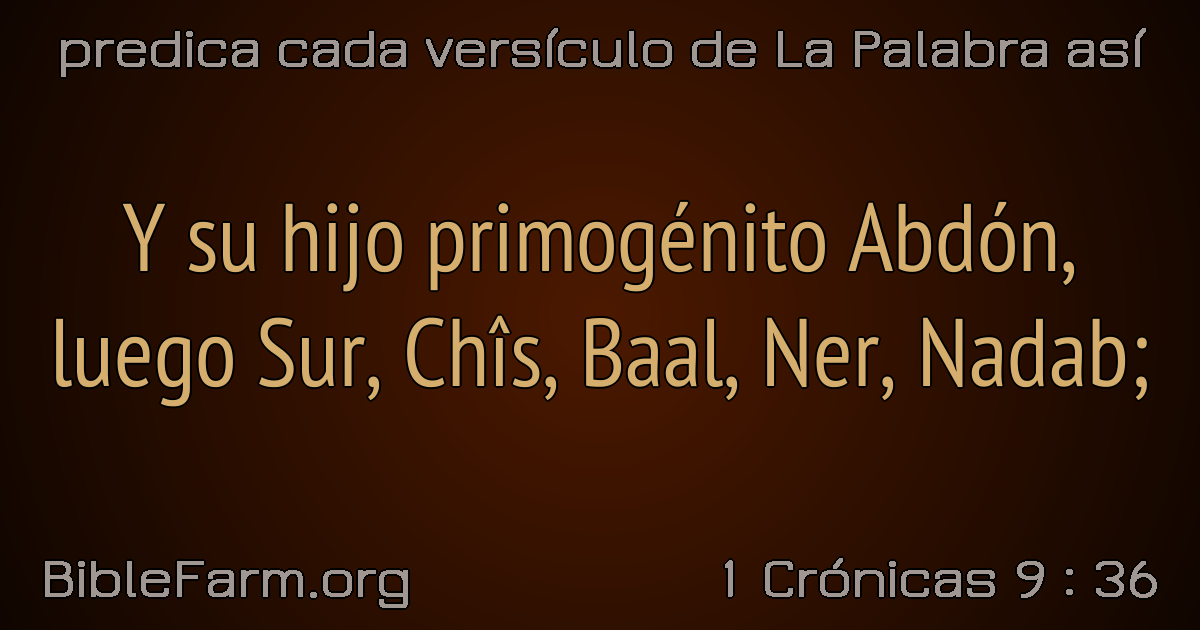 predica cada versículo de La Palabra así
Y su hijo primogénito Abdón,
luego Sur, Chîs, Baal, Ner, Nadab;
BibleFarm.org
1 Crónicas 9 : 36